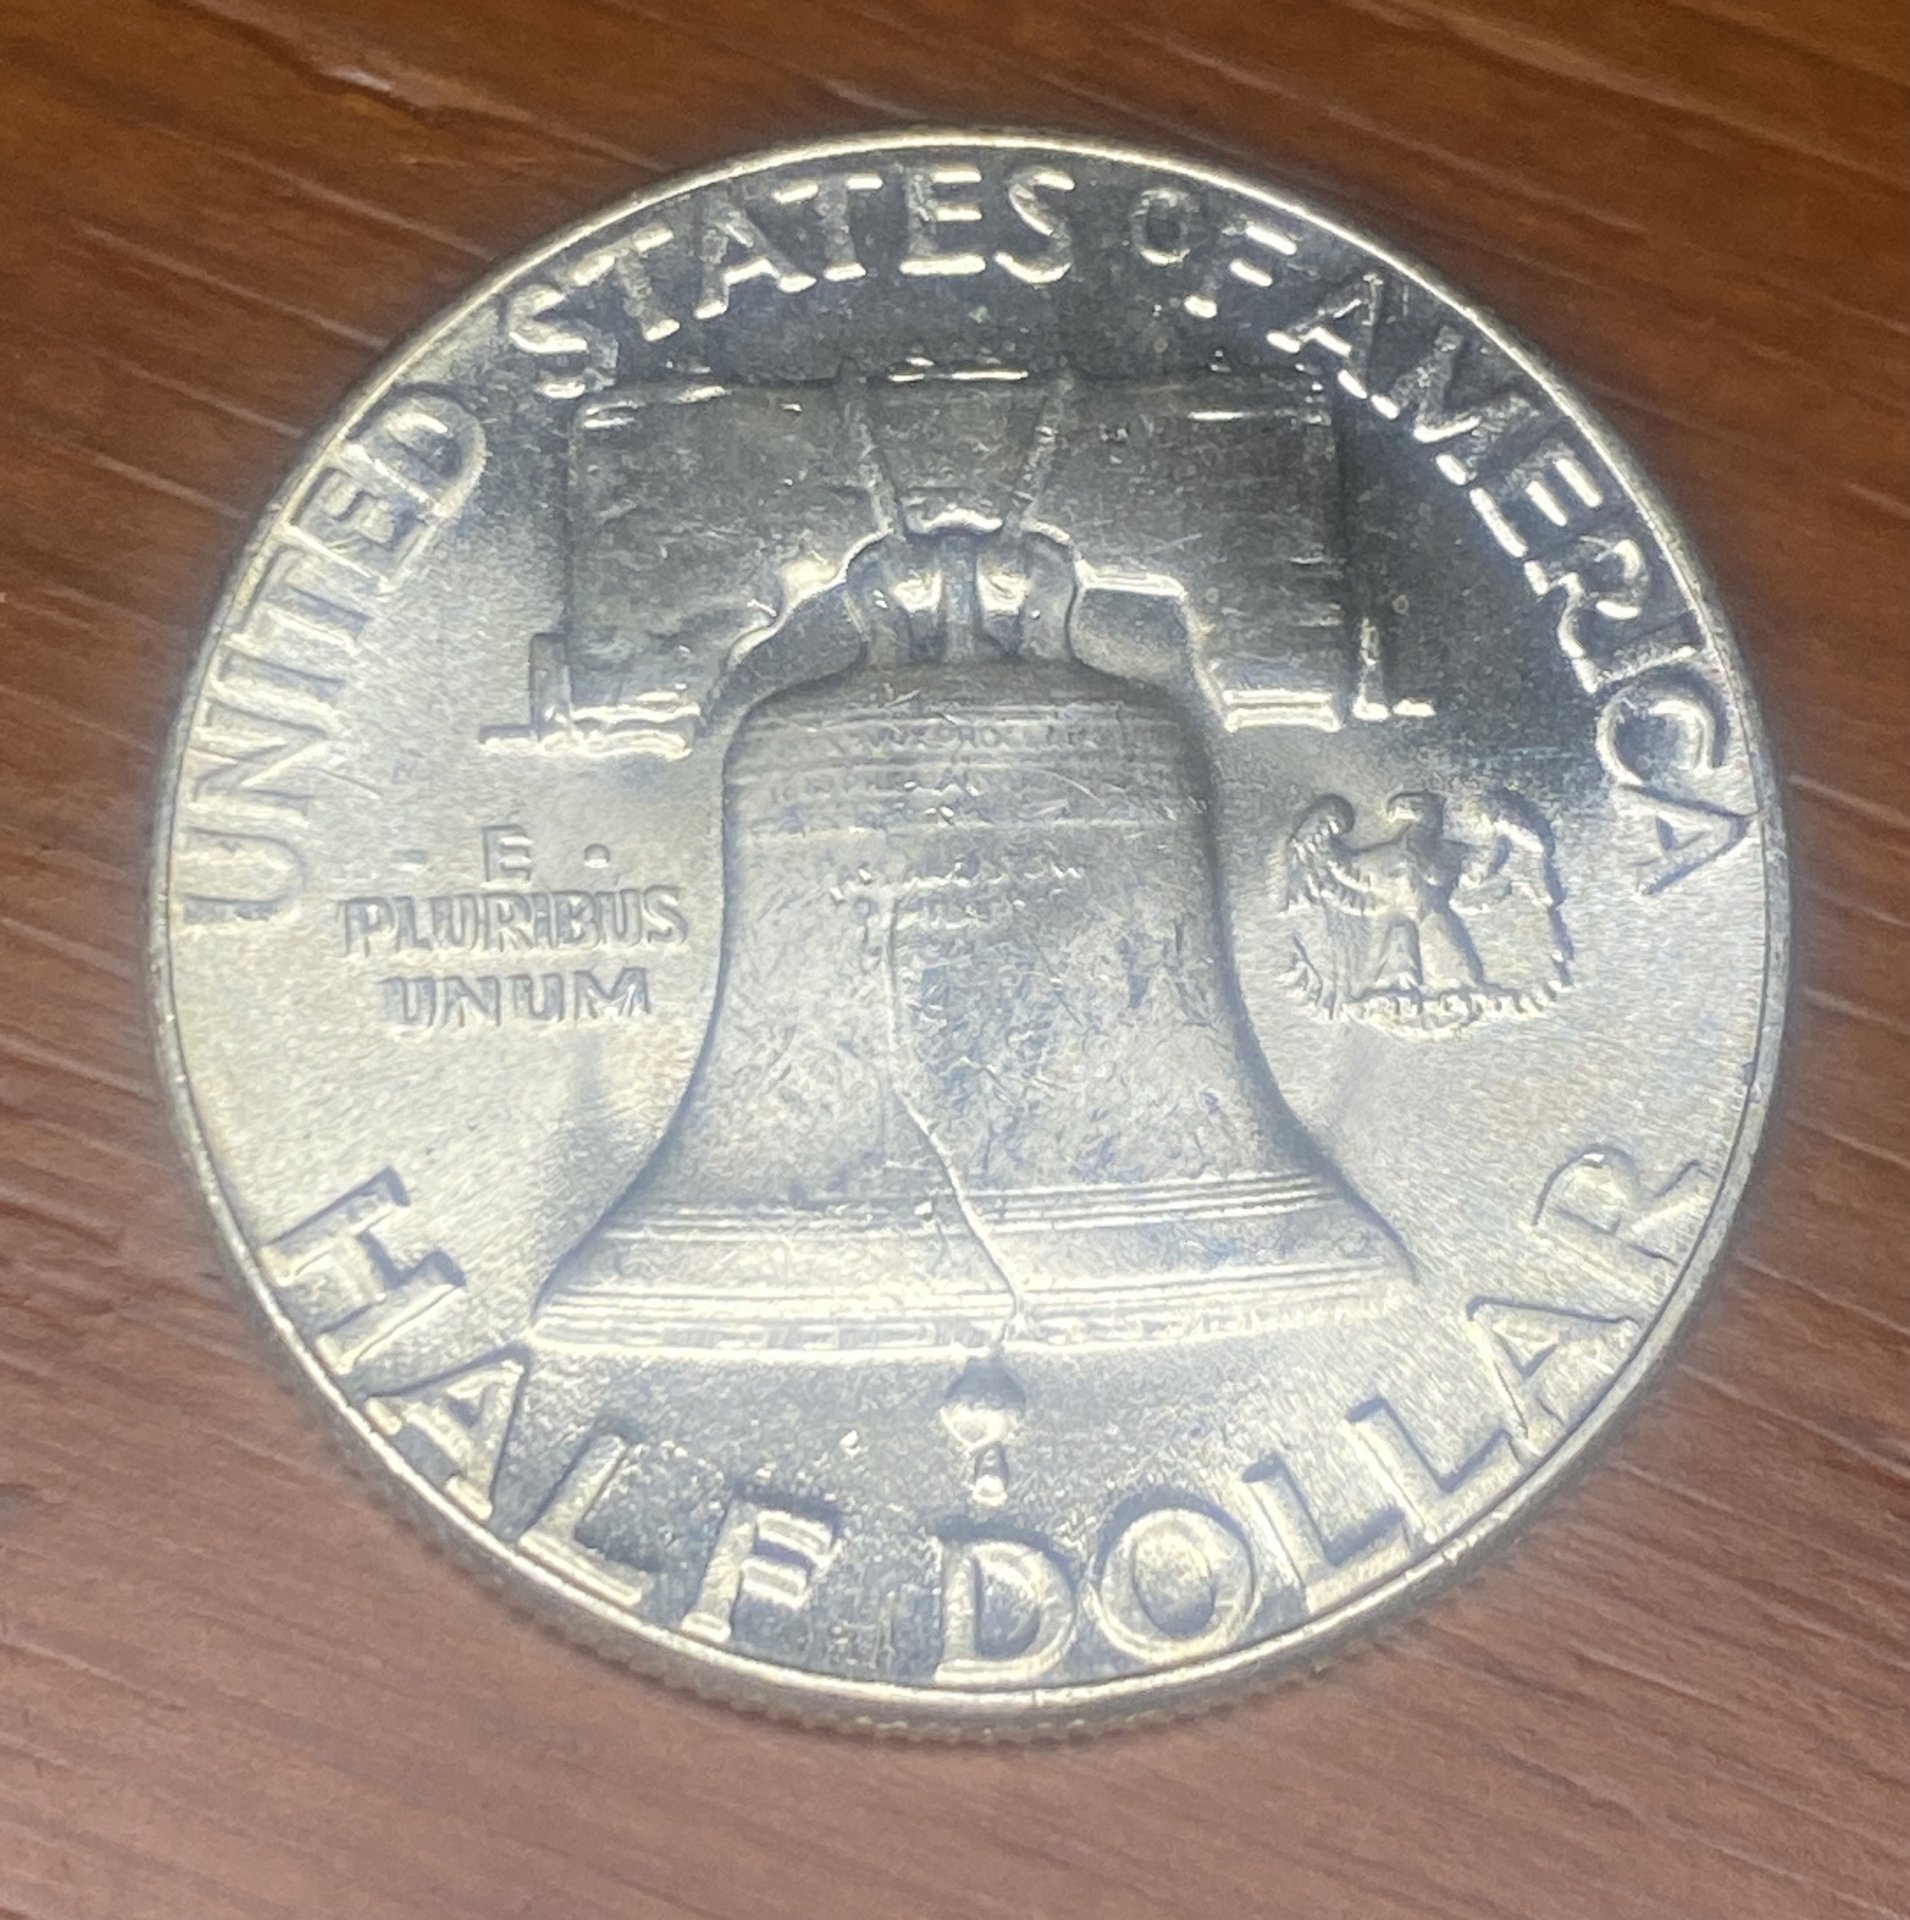 UNITED STATES OF AMERICA
E
PLURIBUS
UNUM
HALF DOLLAR